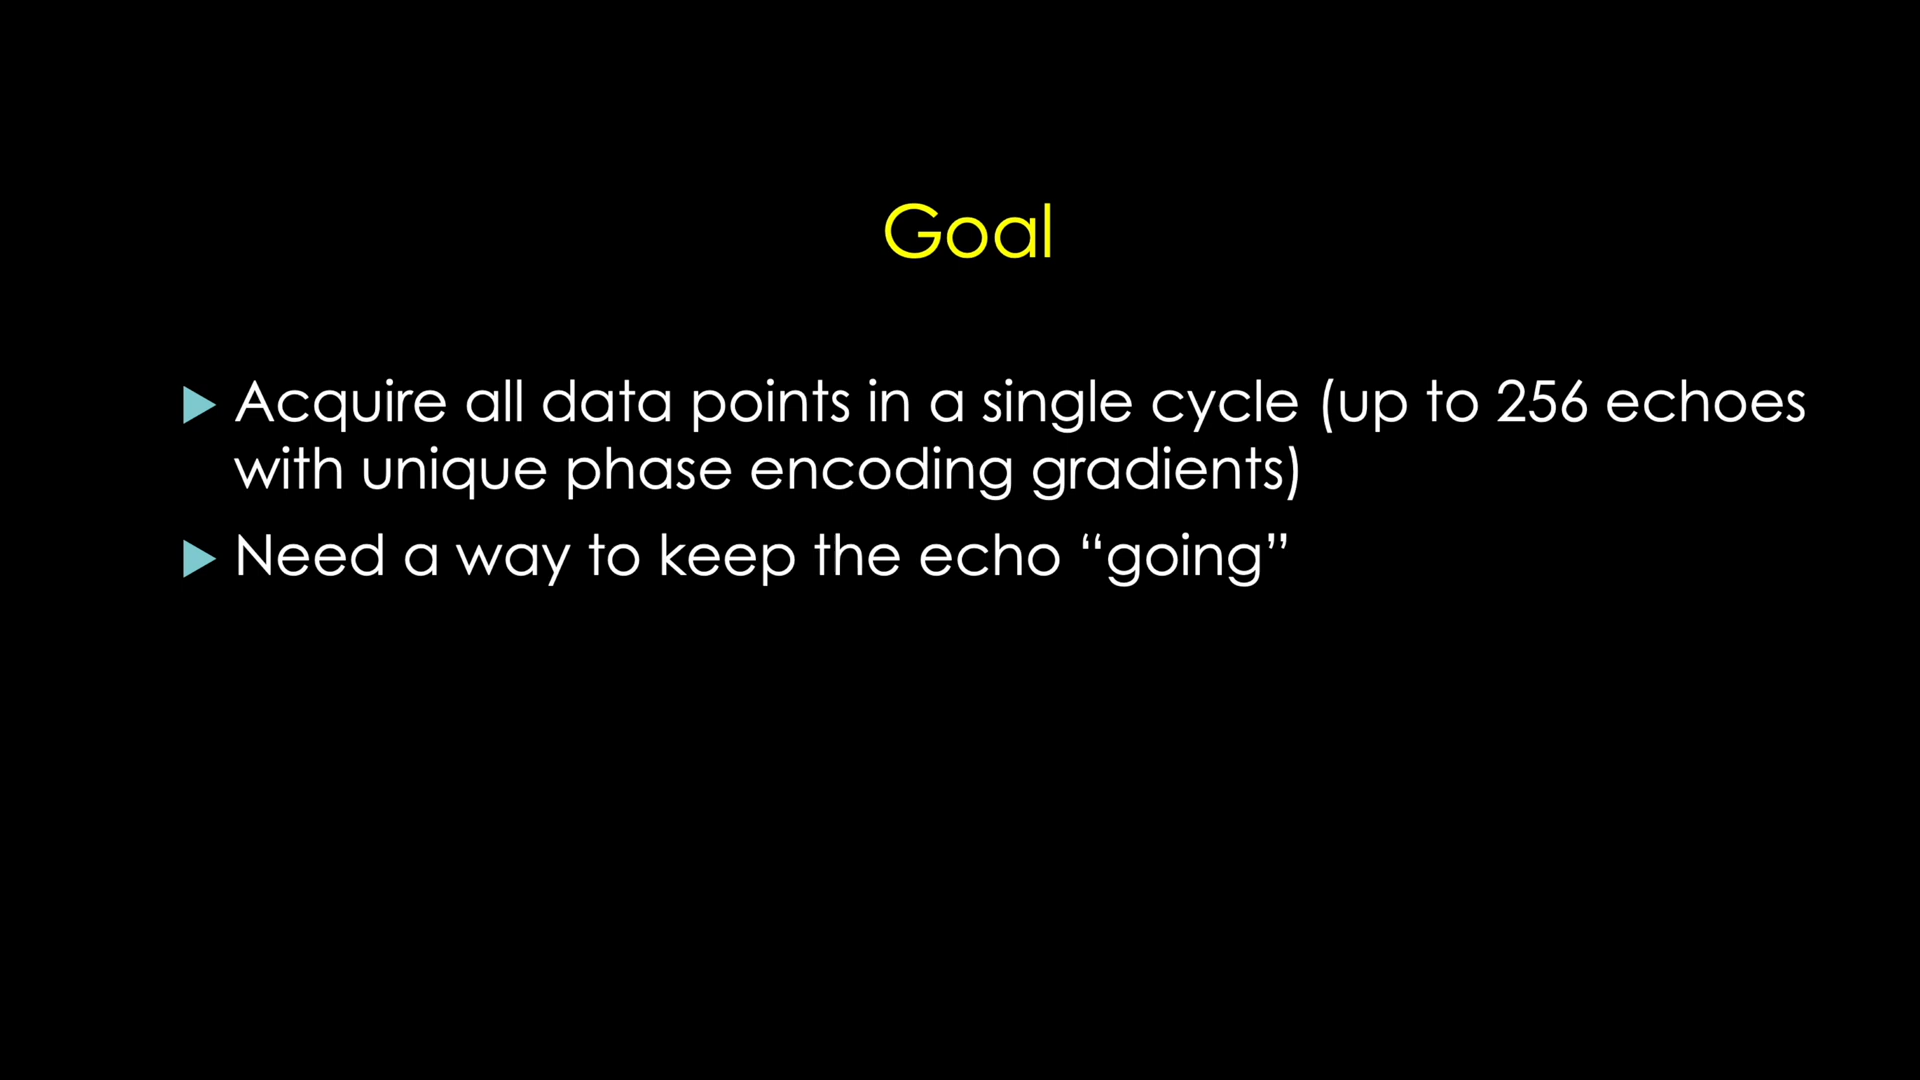 Goal
Acquire all data points in a single cycle (up to 256 echoes
with unique phase encoding gradients)
Need a way to keep the echo “going”